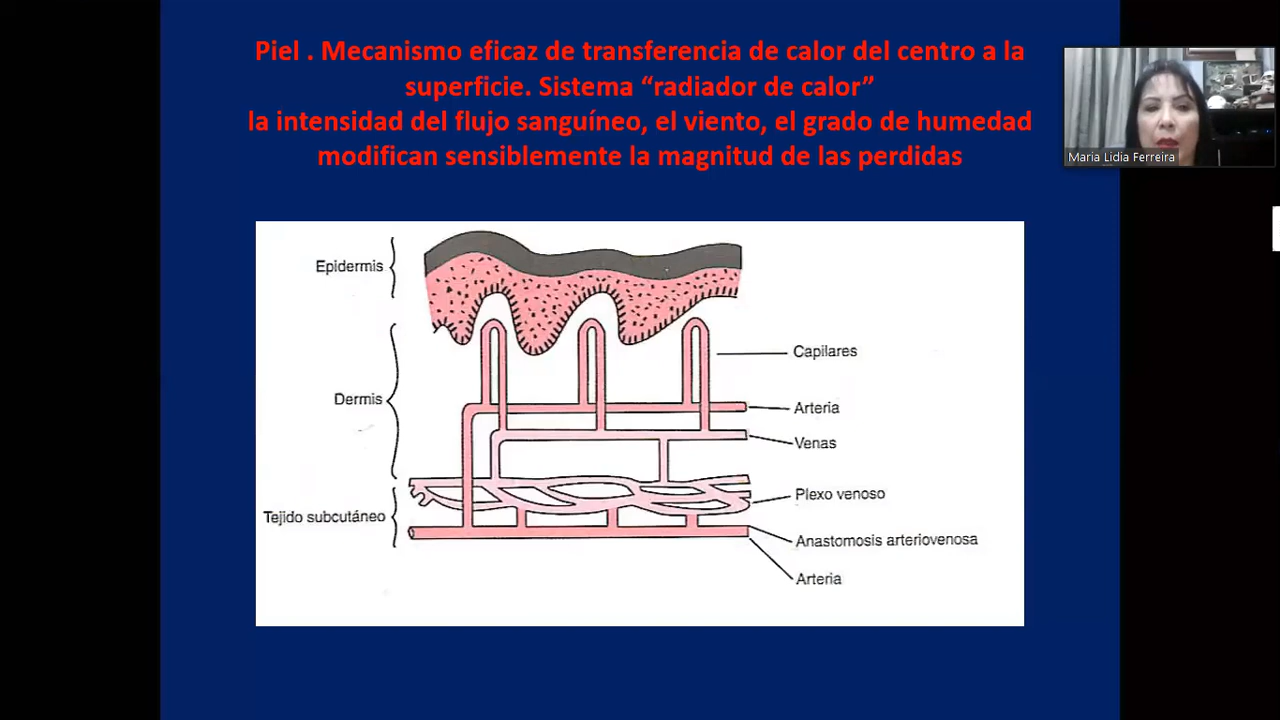 Piel . Mecanismo eficaz de transferencia de calor del centro a la
superficie. Sistema “radiador de calor”
la intensidad del flujo sanguíneo, el viento, el grado de humedad
modifican sensiblemente la magnitud de las perdidas
Maria Lidia Ferreira
Epidermis
Capilares
Dermis
Arteria
Venas
Plexo venoso
Tejido subcutáneo
Anastomosis arteriovenosa
Arteria